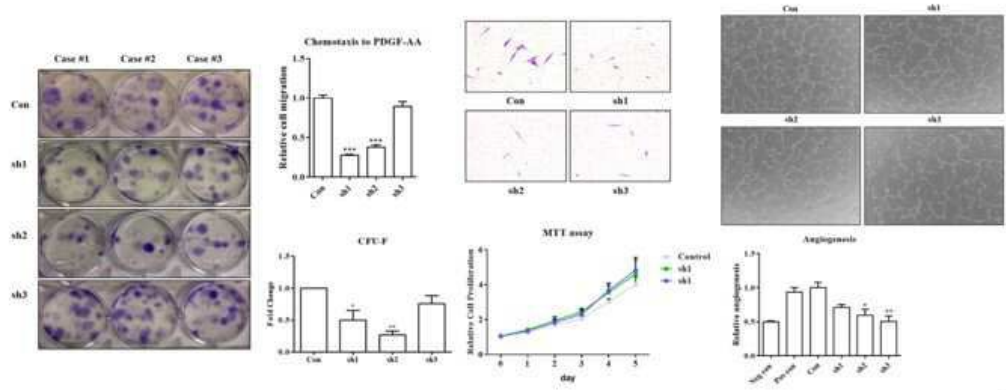 Case #1 Case #2 Case #3
Con
sh1
sh2
sh3
Chemotaxis to PDGF-AA
Relative cell migration
1.5
1.0
0.5
0.0
***
***
Con sh1 sh2 sh3
Con sh1
sh2 sh3
Con sh1
sh2 sh3
CFU-F
Fold Change
1.5
1.0
0.5
0.0
*
**
Con sh1 sh2 sh3
MTT assay
Relative Cell Proliferation
6
4
2
0
0 1 2 3 4 5
day
Control
sh1
sh1
Angiogenesis
Relative angiogenesis
1.5
1.0
0.5
0.0
*
**
Neg con Pos con Con sh1 sh2 sh3